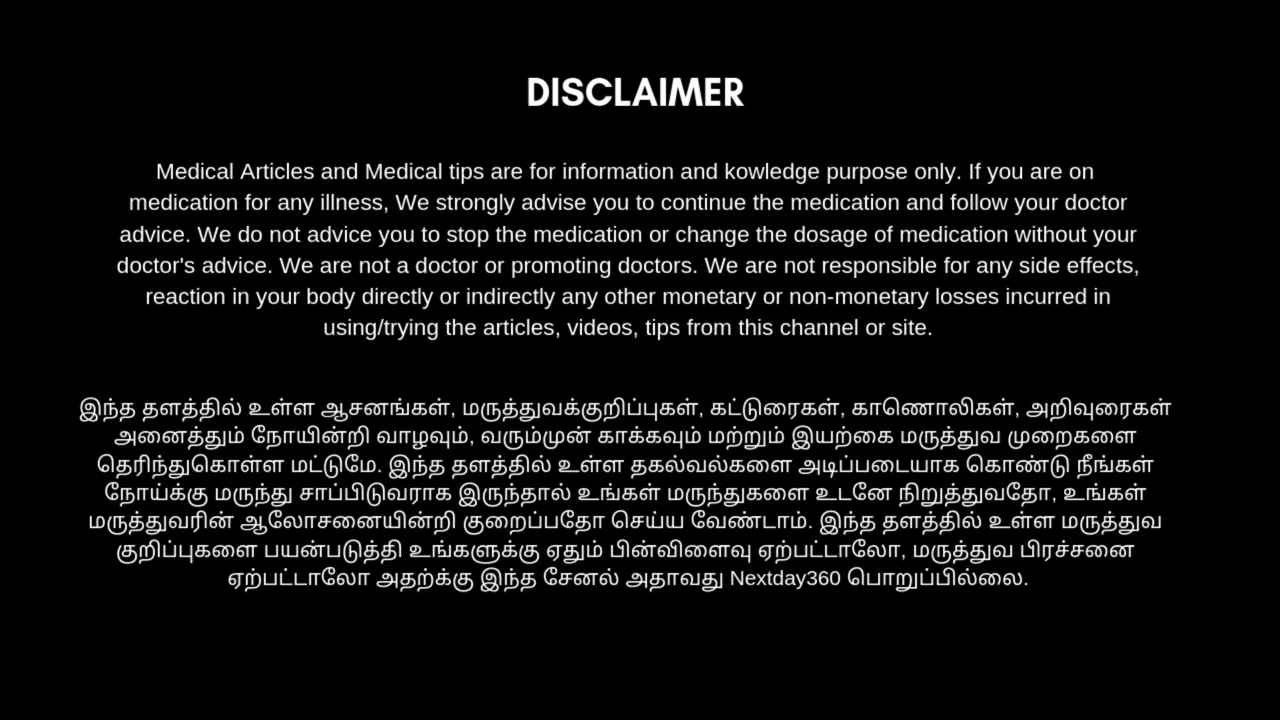 DISCLAIMER
Medical Articles and Medical tips are for information and kowledge purpose only. If you are on
medication for any illness, We strongly advise you to continue the medication and follow your doctor
advice. We do not advice you to stop the medication or change the dosage of medication without your
doctor's advice. We are not a doctor or promoting doctors. We are not responsible for any side effects,
reaction in your body directly or indirectly any other monetary or non-monetary losses incurred in
using/trying the articles, videos, tips from this channel or site.
இந்த தளத்தில் உள்ள ஆசனங்கள், மருத்துவக்குறிப்புகள், கட்டுரைகள், காணொலிகள், அறிவுரைகள்
அனைத்தும் நோயின்றி வாழவும், வரும்முன் காக்கவும் மற்றும் இயற்கை மருத்துவ முறைகளை
தெரிந்துகொள்ள மட்டுமே. இந்த தளத்தில் உள்ள தகல்வல்களை அடிப்படையாக கொண்டு நீங்கள்
நோய்க்கு மருந்து சாப்பிடுவராக இருந்தால் உங்கள் மருந்துகளை உடனே நிறுத்துவதோ, உங்கள்
மருத்துவரின் ஆலோசனையின்றி குறைப்பதோ செய்ய வேண்டாம். இந்த தளத்தில் உள்ள மருத்துவ
குறிப்புகளை பயன்படுத்தி உங்களுக்கு ஏதும் பின்விளைவு ஏற்பட்டாலோ, மருத்துவ பிரச்சனை
ஏற்பட்டாலோ அதற்க்கு இந்த சேனல் அதாவது Nextday360 பொறுப்பில்லை.